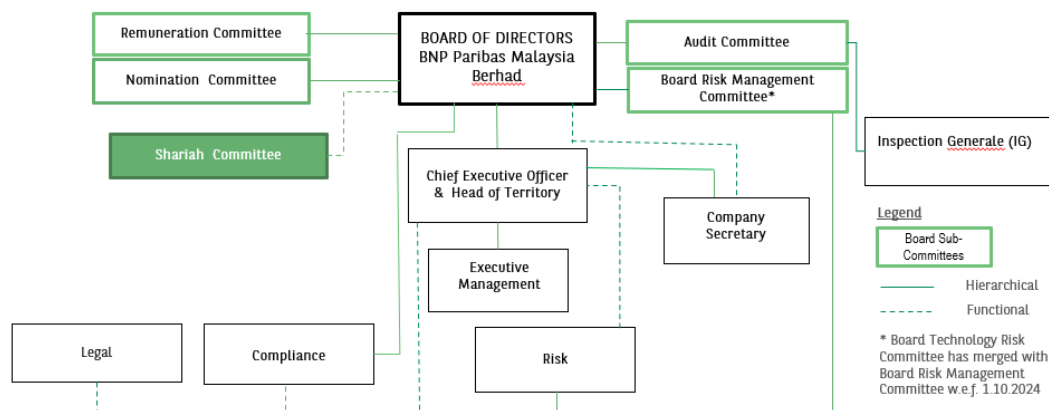 Remuneration Committee
Nomination Committee
Shariah Committee
BOARD OF DIRECTORS
BNP Paribas Malaysia
Berhad
Audit Committee
Board Risk Management
Committee*
Inspection Generale (IG)
Chief Executive Officer
& Head of Territory
Company
Secretary
Executive
Management
Legal
Compliance
Risk
Legend
Board Sub-
Committees
Hierarchical
Functional
* Board Technology Risk
Committee has merged with
Board Risk Management
Committee w.e.f. 1.10.2024